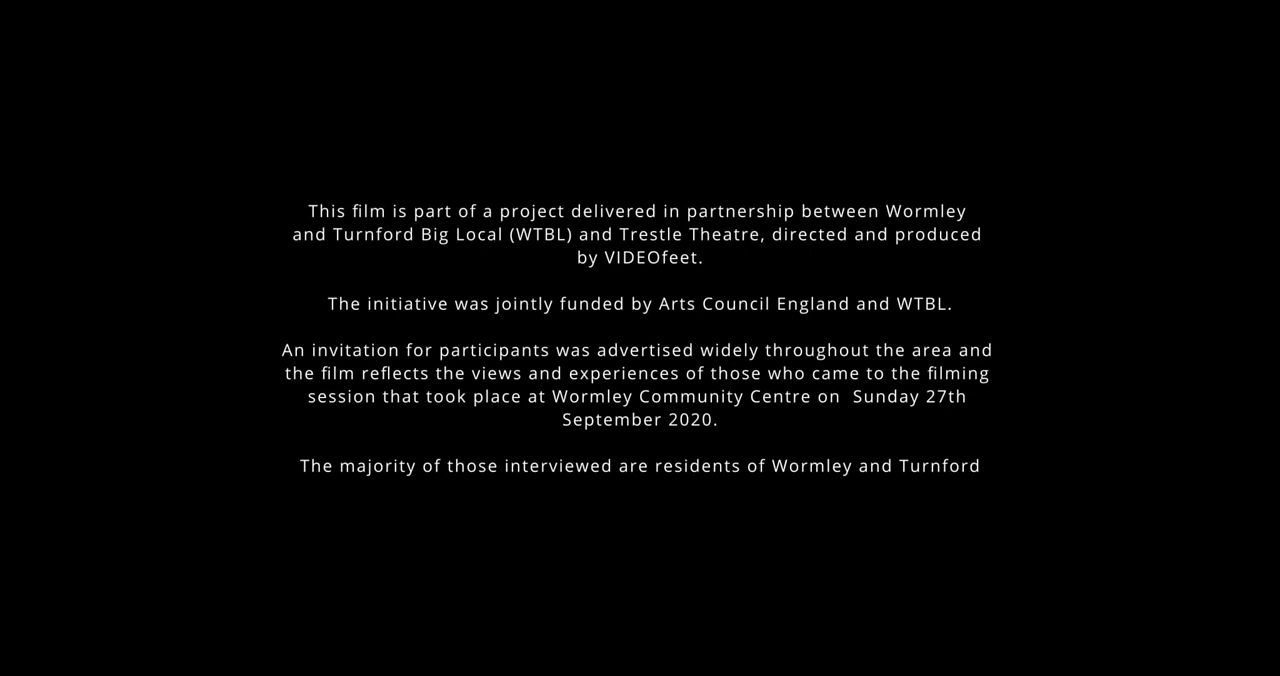 This film is part of a project delivered in partnership between Wormley
and Turnford Big Local (WTBL) and Trestle Theatre, directed and produced
by VIDEOfeet.
The initiative was jointly funded by Arts Council England and WTBL.
An invitation for participants was advertised widely throughout the area and
the film reflects the views and experiences of those who came to the filming
session that took place at Wormley Community Centre on  Sunday 27th
September 2020.
The majority of those interviewed are residents of Wormley and Turnford